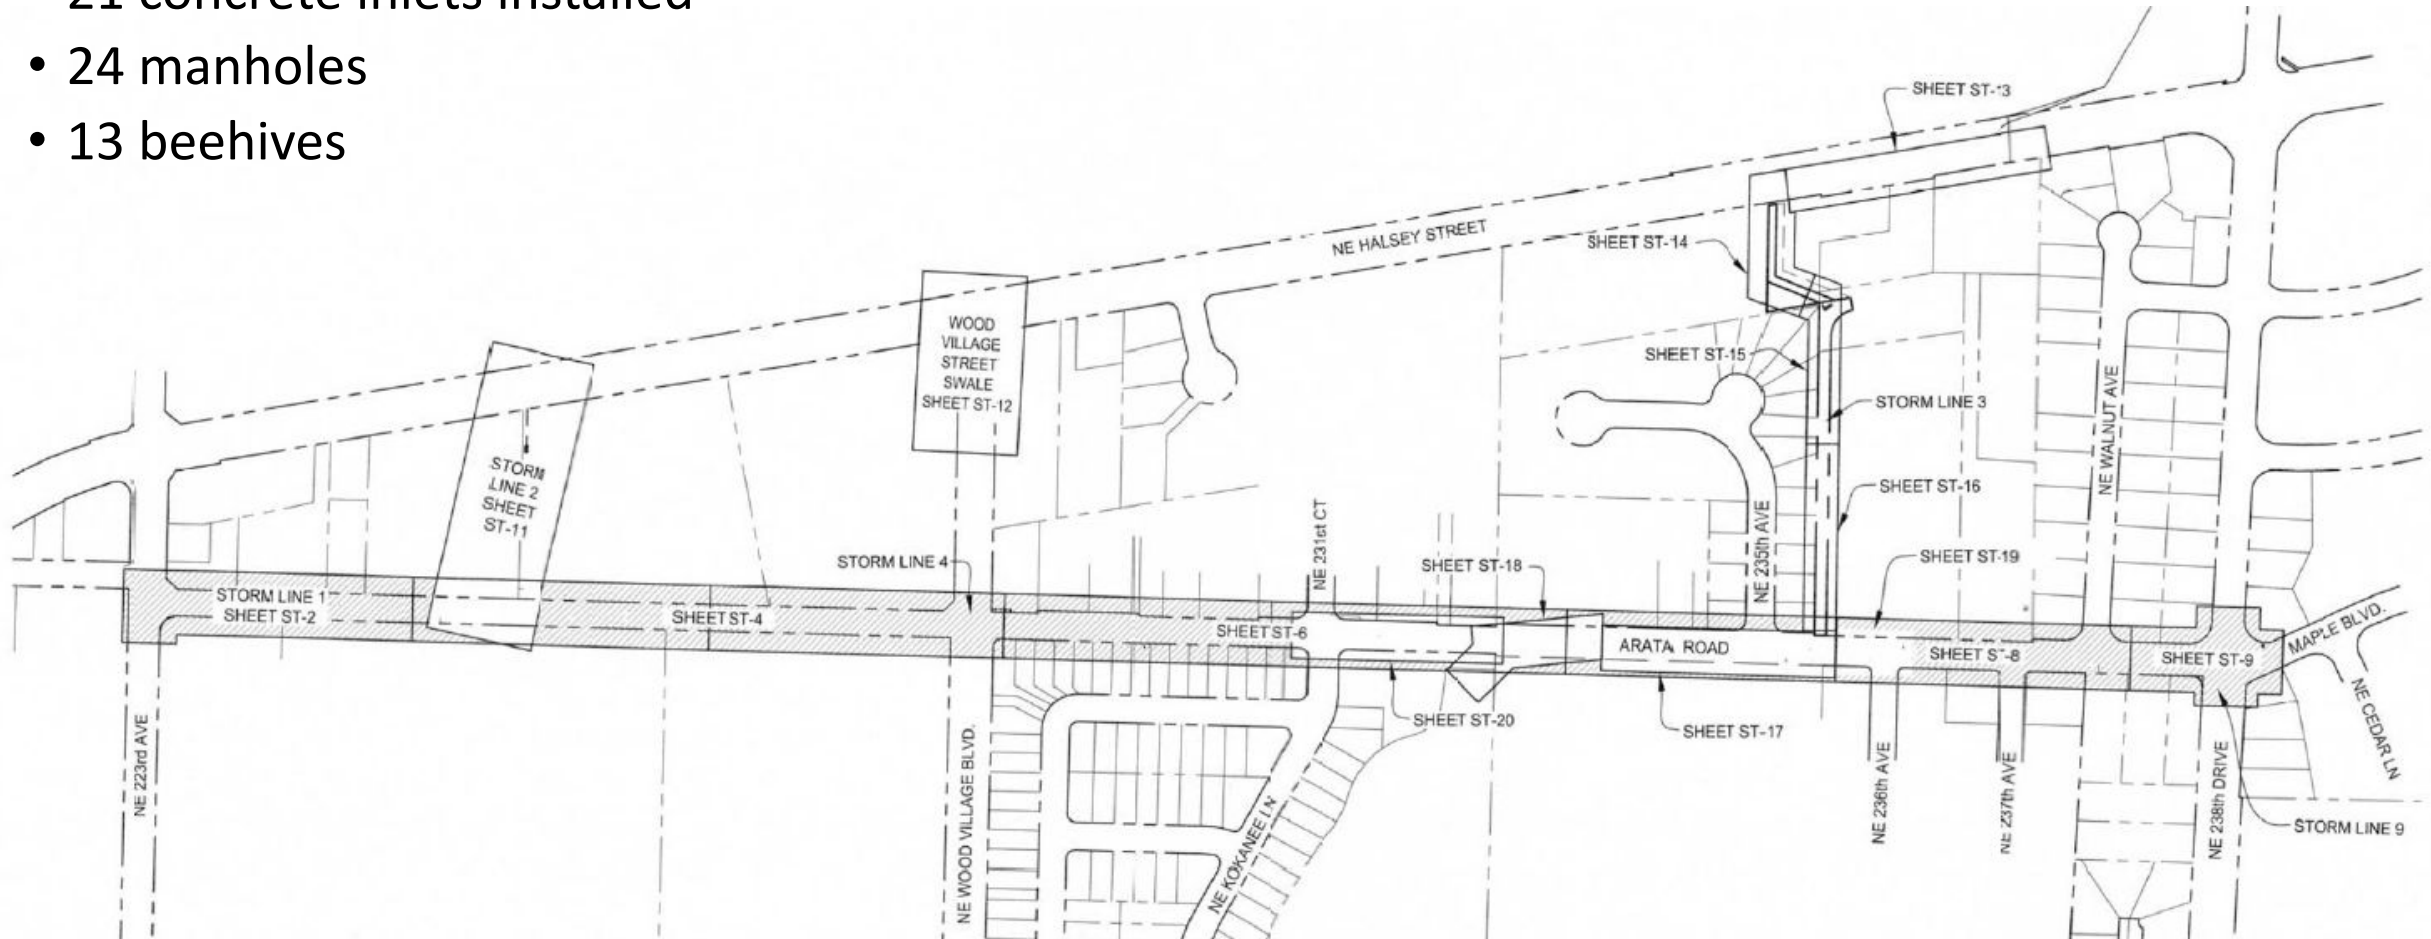 21 concrete inlets installed
• 24 manholes
• 13 beehives
SHEET ST-13
NE HALSEY STREET
SHEET ST-14
WOOD
VILLAGE
STREET
SWALE
SHEET ST-12
SHEET ST-15
STORM LINE 3
NE WALNUT AVE
STORM
LINE 2
SHEET
ST-11
SHEET ST-16
NE 231st CT
NE 235th AVE
STORM LINE 4
SHEET ST-18
SHEET ST-19
STORM LINE 1
SHEET ST-2
SHEET ST-4
SHEET ST-6
ARATA ROAD
SHEET ST-8
SHEET ST-9
MAPLE BLVD.
NE CEDAR LN
SHEET ST-20
SHEET ST-17
NE 223rd AVE
NE WOOD VILLAGE BLVD.
NE KOKANEE LN
NE 236th AVE
NE 237th AVE
NE 238th DRIVE
STORM LINE 9